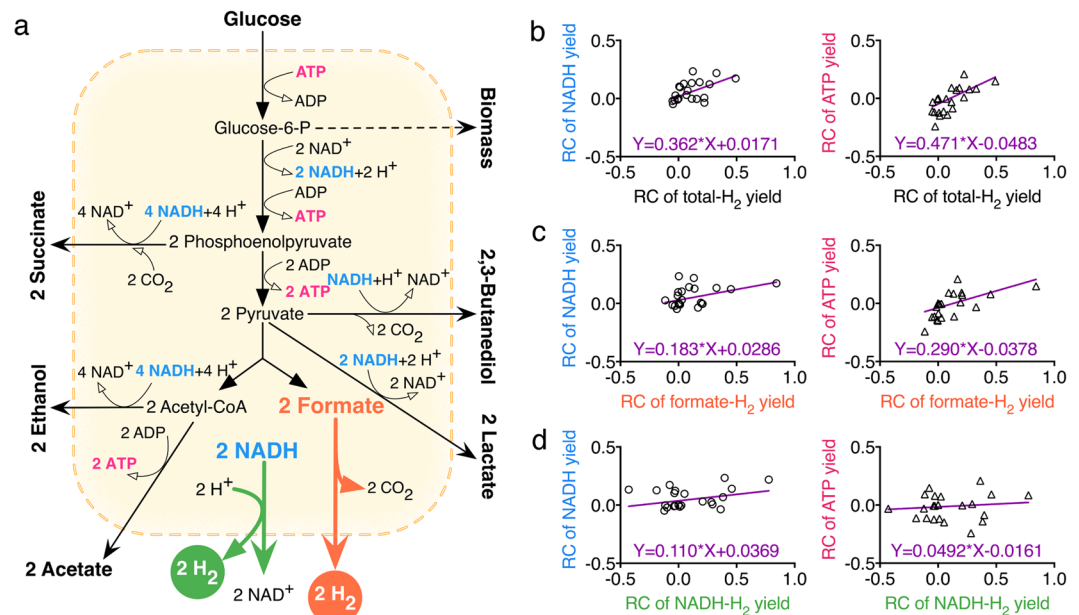 a
Glucose
ATP
ADP
Glucose-6-P
Biomass
2 NAD+
2 NADH+2 H+
ADP
ATP
4 NAD+
4 NADH+4 H+
2 Succinate
2 Phosphoenolpyruvate
2 CO2
2 ADP
2 ATP
NADH+H+
NAD+
2 Pyruvate
2 CO2
2,3-Butanediol
2 NADH+2 H+
2 NAD+
4 NAD+
4 NADH+4 H+
2 Ethanol
2 Acetyl-CoA
2 Formate
2 Lactate
2 ADP
2 ATP
2 NADH
2 H+
2 CO2
2 Acetate
2 H2
2 NAD+
2 H2
b
RC of NADH yield
0.5
0.0
-0.5
Y=0.362*X+0.0171
-0.5
0.0
0.5
1.0
RC of total-H2 yield
RC of ATP yield
0.5
0.0
-0.5
Y=0.471*X-0.0483
-0.5
0.0
0.5
1.0
RC of total-H2 yield
c
RC of NADH yield
0.5
0.0
-0.5
Y=0.183*X+0.0286
-0.5
0.0
0.5
1.0
RC of formate-H2 yield
RC of ATP yield
0.5
0.0
-0.5
Y=0.290*X-0.0378
-0.5
0.0
0.5
1.0
RC of formate-H2 yield
d
RC of NADH yield
0.5
0.0
-0.5
Y=0.110*X+0.0369
-0.5
0.0
0.5
1.0
RC of NADH-H2 yield
RC of ATP yield
0.5
0.0
-0.5
Y=0.0492*X-0.0161
-0.5
0.0
0.5
1.0
RC of NADH-H2 yield